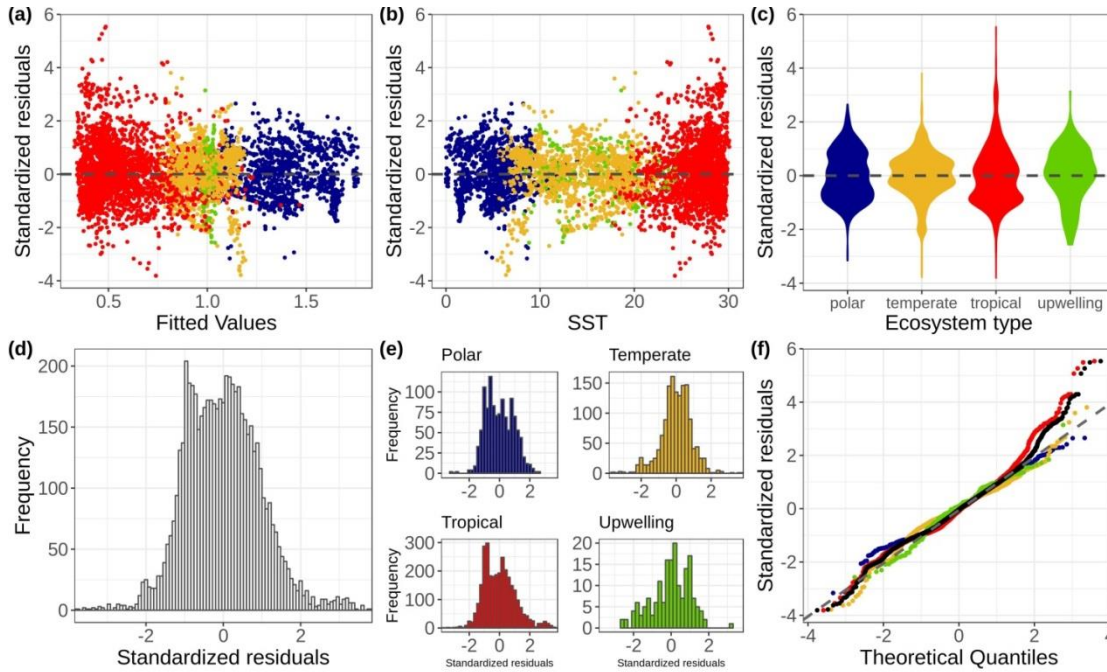 (a)
Standardized residuals
6
4
2
0
-2
-4
0.5 1.0 1.5
Fitted Values
(b)
Standardized residuals
6
4
2
0
-2
-4
0 10 20 30
SST
(c)
Standardized residuals
6
4
2
0
-2
-4
polar temperate tropical upwelling
Ecosystem type
(d)
Frequency
200
150
100
50
0
-2 0 2
Standardized residuals
(e)
Polar
Frequency
100
75
50
25
0
-2 0 2
Temperate
150
100
50
0
-2 0 2
Tropical
Frequency
300
200
100
0
-2 0 2
Standardized residuals
Upwelling
20
15
10
5
0
-2 0 2
Standardized residuals
(f)
Standardized residuals
6
4
2
0
-2
-4
-4 -2 0 2 4
Theoretical Quantiles